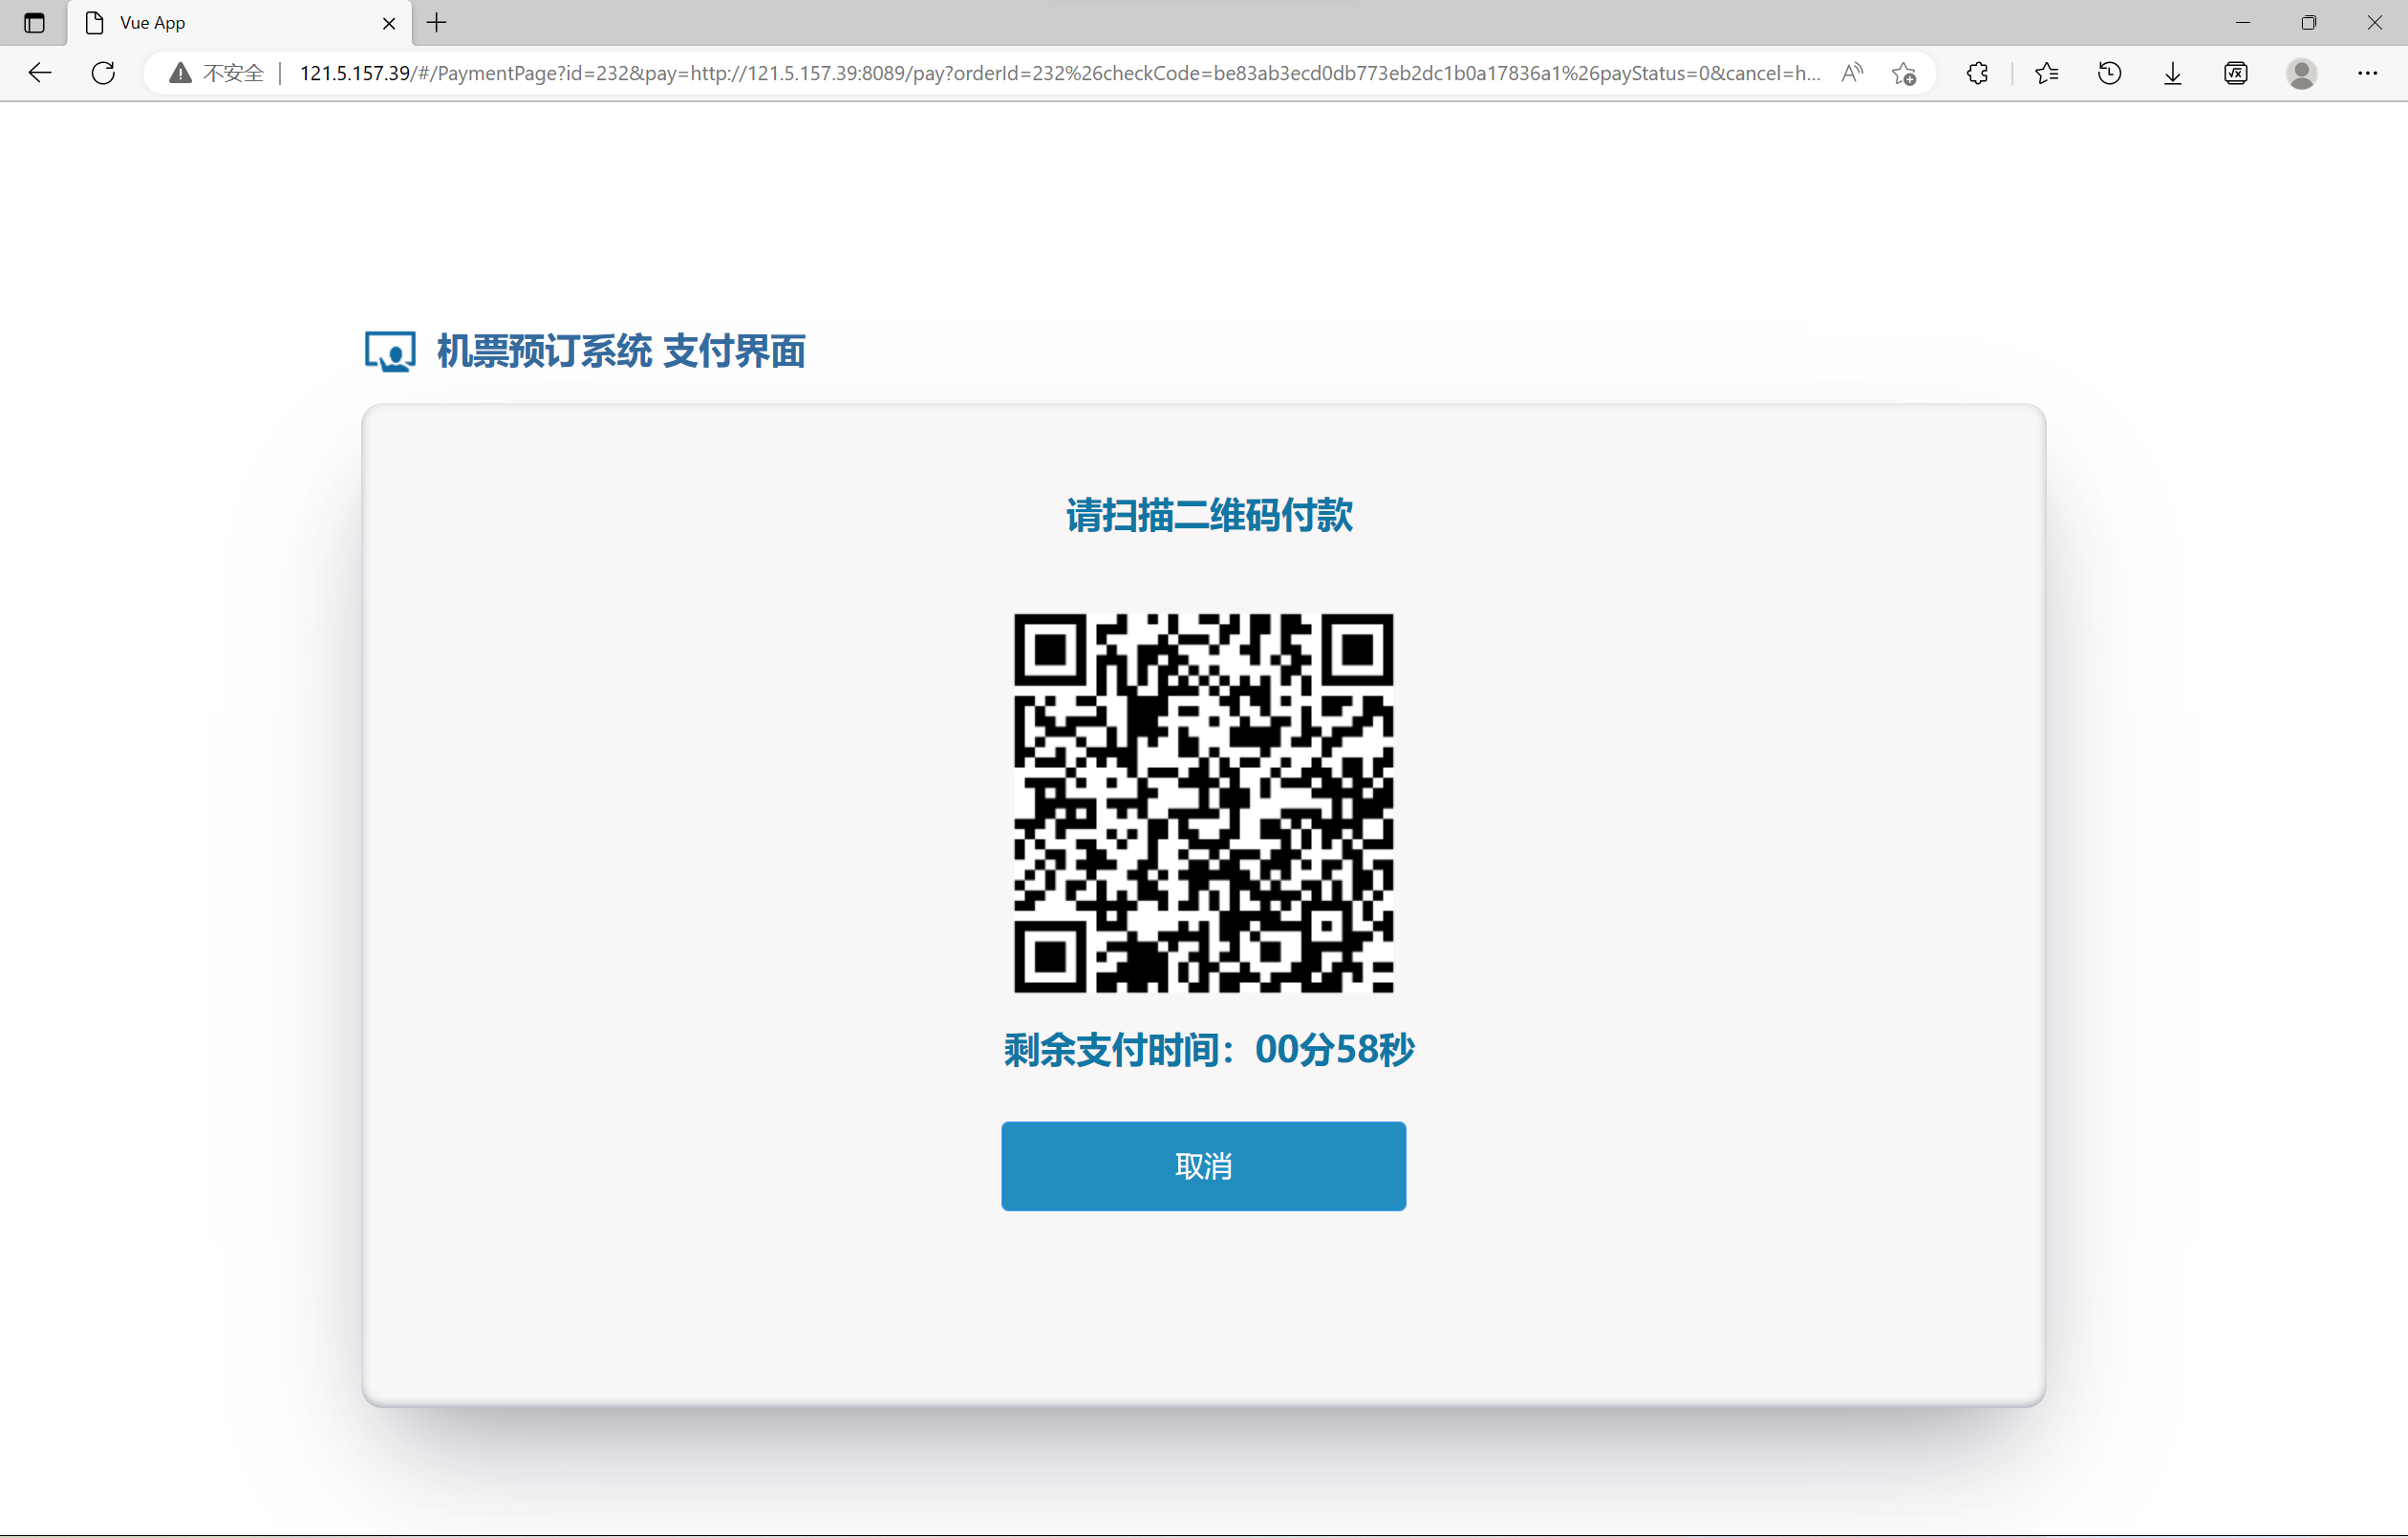 Vue App
不安全 121.5.157.39/#/PaymentPage?id=232&pay=http://121.5.157.39:8089/pay?orderId=232%26checkCode=be83ab3ecd0db773eb2dc1b0a17836a1%26payStatus=0&cancel=h...
机票预订系统 支付界面
请扫描二维码付款
剩余支付时间：00分58秒
取消